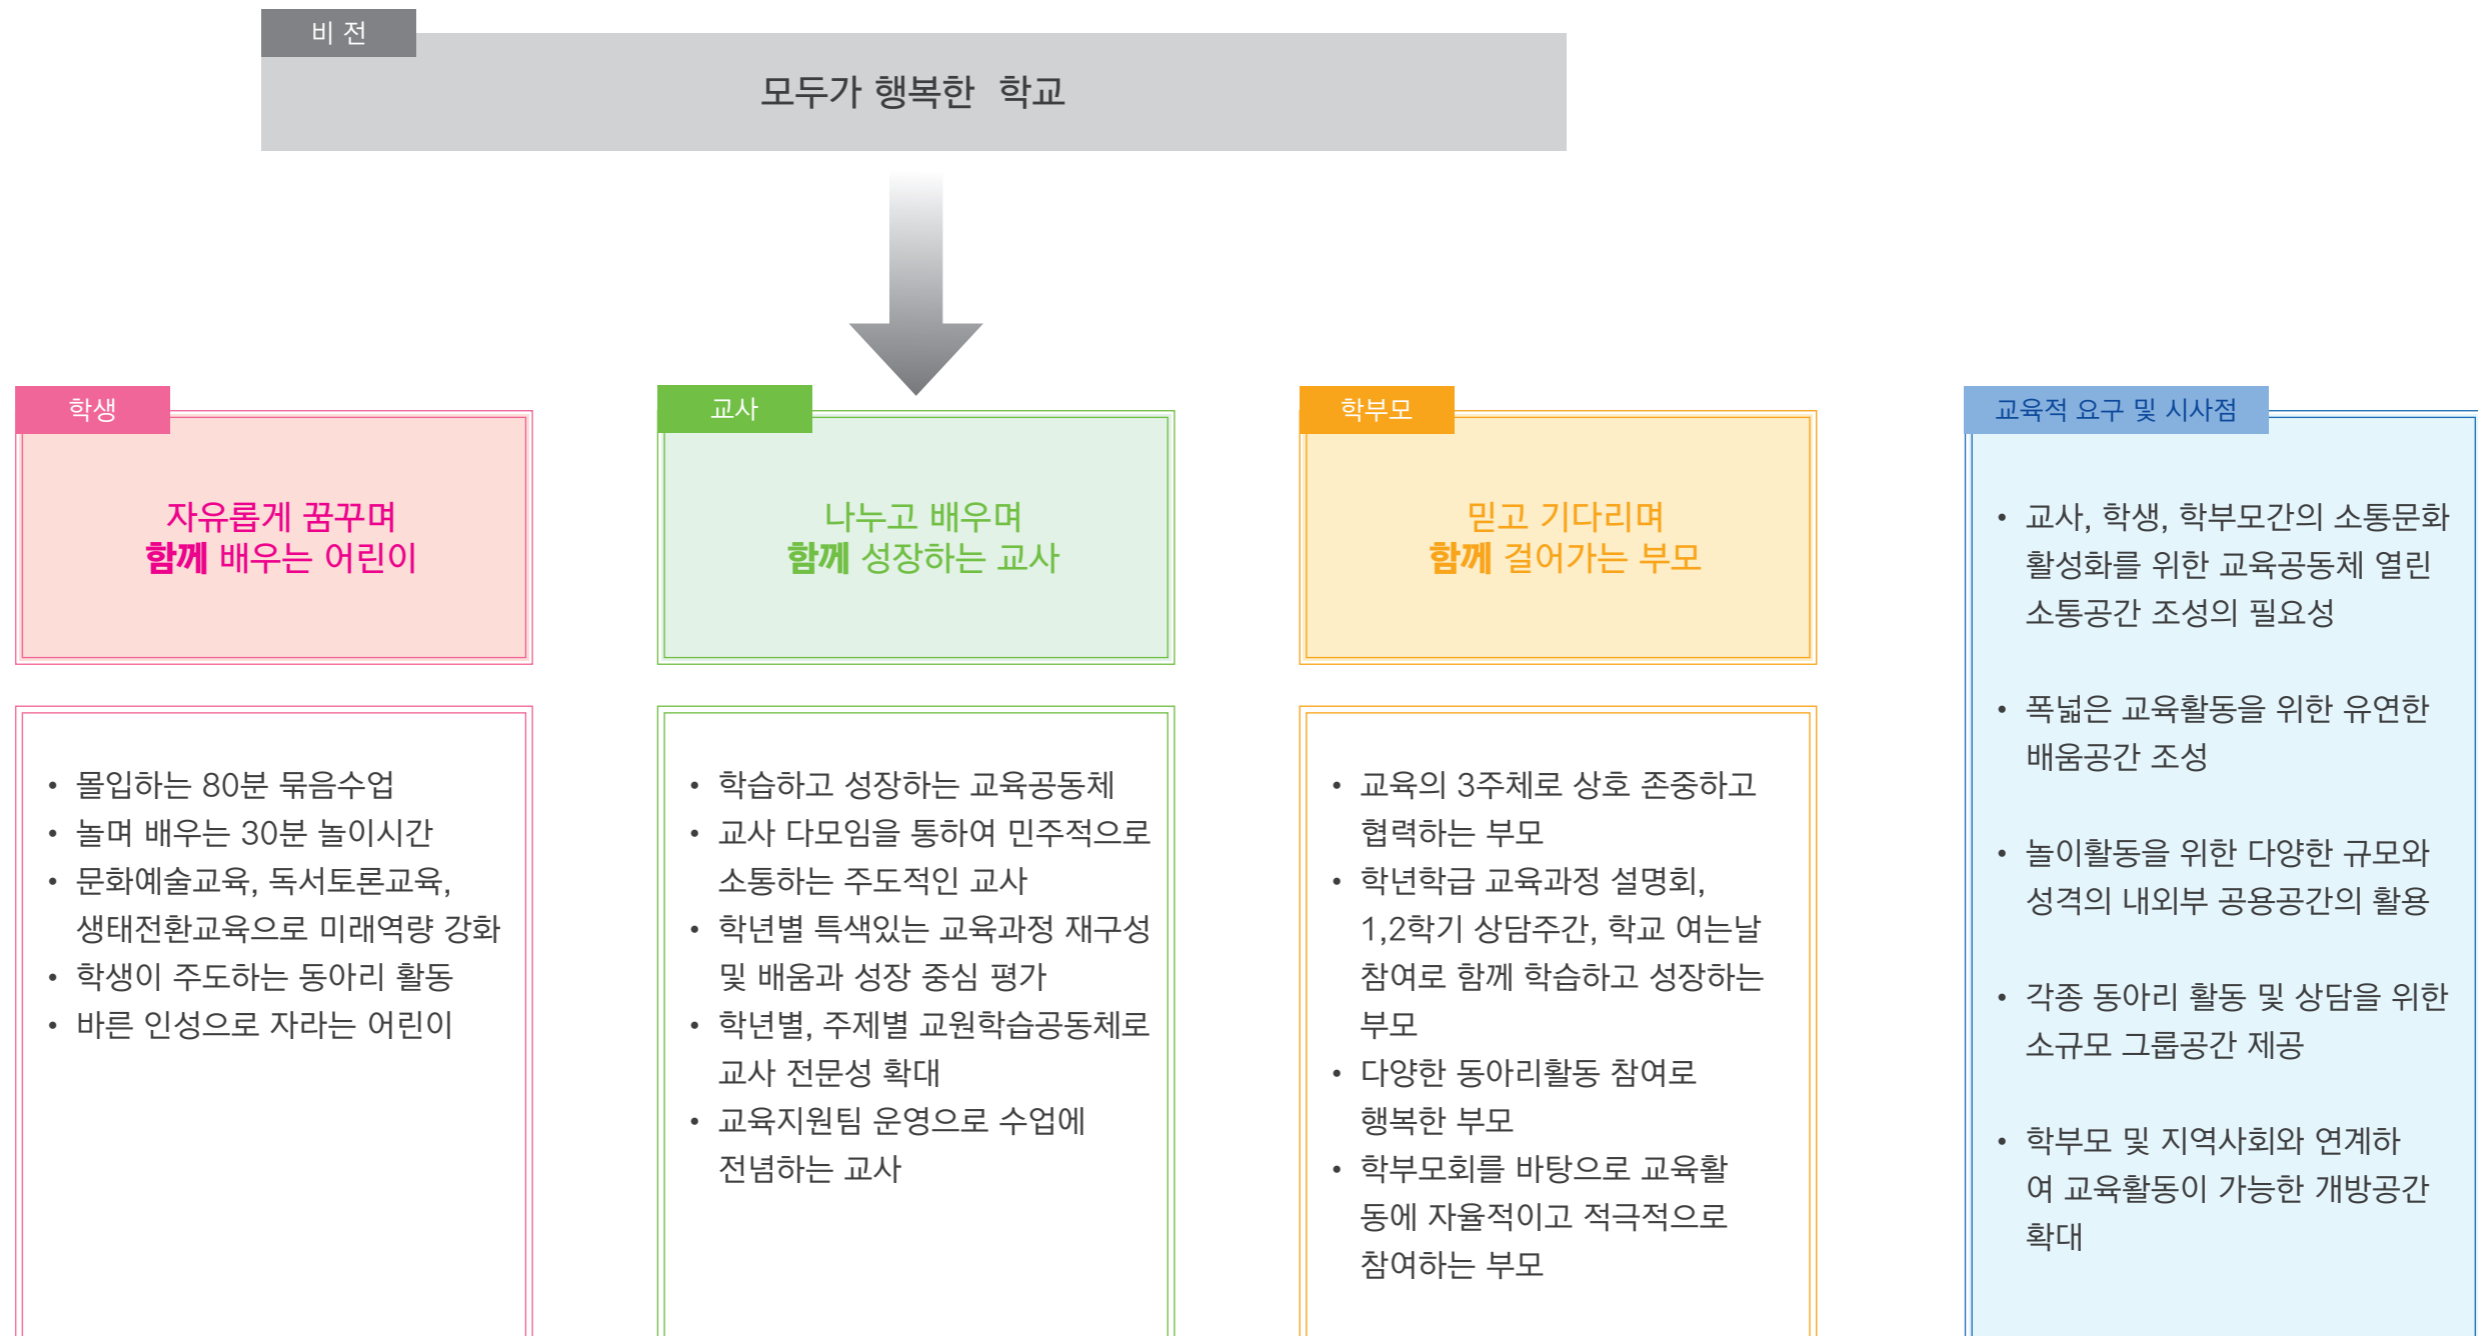 비 전
모두가 행복한 학교
학생
자유롭게 꿈꾸며
함께 배우는 어린이
• 몰입하는 80분 묶음수업
• 놀며 배우는 30분 놀이시간
• 문화예술교육, 독서토론교육,
생태전환교육으로 미래역량 강화
• 학생이 주도하는 동아리 활동
• 바른 인성으로 자라는 어린이
교사
나누고 배우며
함께 성장하는 교사
• 학습하고 성장하는 교육공동체
• 교사 다모임을 통하여 민주적으로
소통하는 주도적인 교사
• 학년별 특색있는 교육과정 재구성
및 배움과 성장 중심 평가
• 학년별, 주제별 교원학습공동체로
교사 전문성 확대
• 교육지원팀 운영으로 수업에
전념하는 교사
학부모
믿고 기다리며
함께 걸어가는 부모
• 교육의 3주체로 상호 존중하고
협력하는 부모
• 학년학급 교육과정 설명회,
1,2학기 상담주간, 학교 여는날
참여로 함께 학습하고 성장하는
부모
• 다양한 동아리활동 참여로
행복한 부모
• 학부모회를 바탕으로 교육활
동에 자율적이고 적극적으로
참여하는 부모
교육적 요구 및 시사점
• 교사, 학생, 학부모간의 소통문화
활성화를 위한 교육공동체 열린
소통공간 조성의 필요성
• 폭넓은 교육활동을 위한 유연한
배움공간 조성
• 놀이활동을 위한 다양한 규모와
성격의 내외부 공용공간의 활용
• 각종 동아리 활동 및 상담을 위한
소규모 그룹공간 제공
• 학부모 및 지역사회와 연계하
여 교육활동이 가능한 개방공간
확대